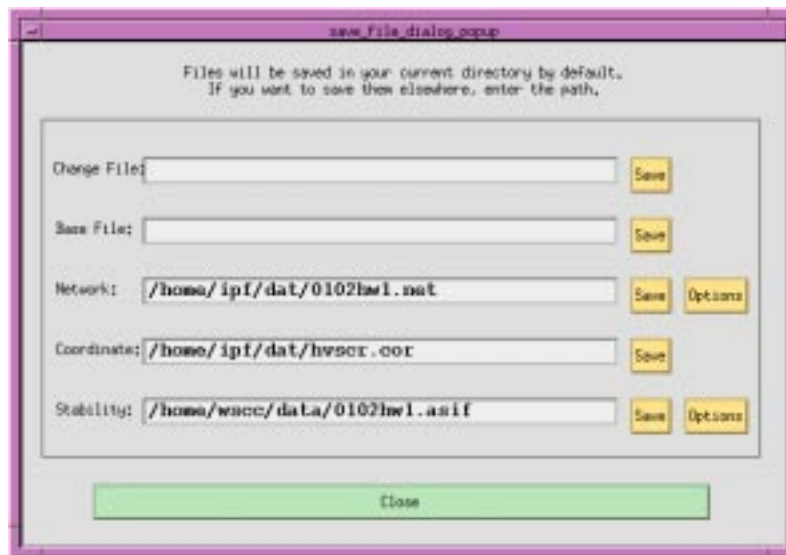 save_file_dialog_popup
Files will be saved in your current directory by default.
If you want to save them elsewhere, enter the path.
Change File: Save
Base File: Save
Network: /home/ipf/dat/0102hw1.net Save Options
Coordinate: /home/ipf/dat/hvscr.cor Save
Stability: /home/wscc/data/0102hw1.asif Save Options
Close